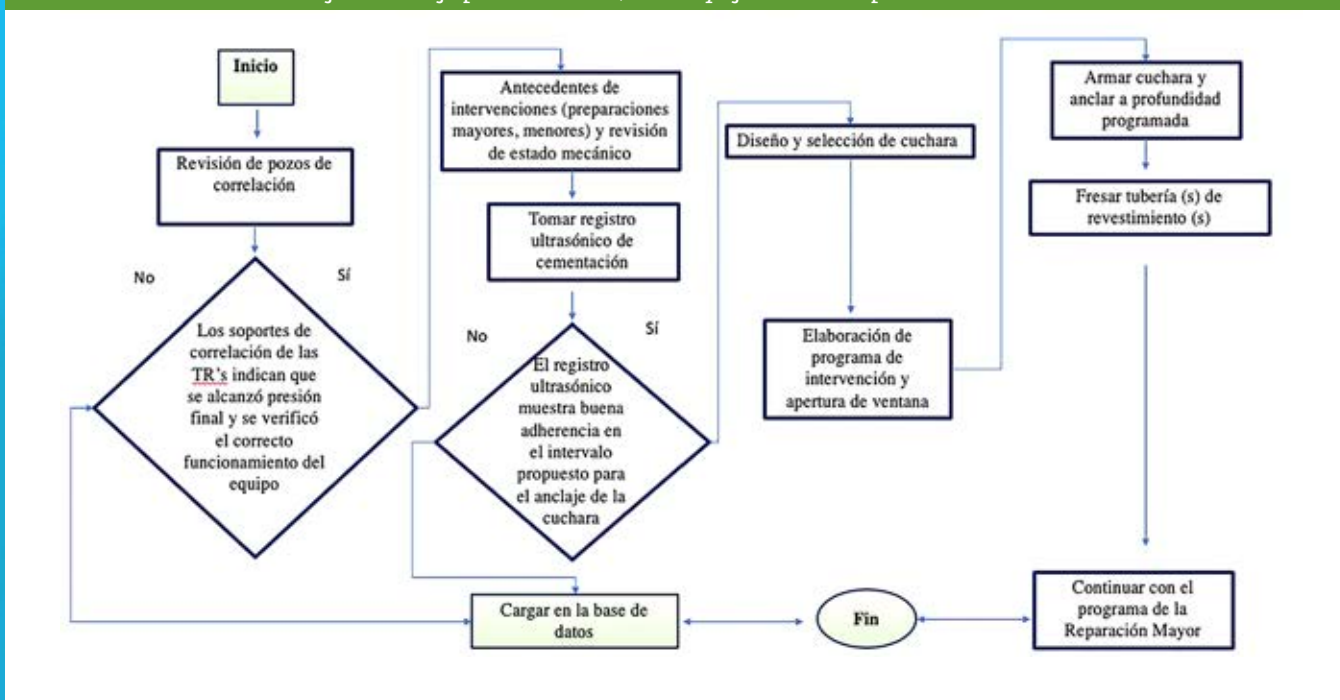 Inicio
Revisión de pozos de
correlación
No
Sí
Los soportes de
correlación de las
TR's indican que
se alcanzó presión
final y se verificó
el correcto
funcionamiento del
equipo
Antecedentes de
intervenciones (preparaciones
mayores, menores) y revisión
de estado mecánico
Tomar registro
ultrasónico de
cementación
No
Sí
El registro
ultrasónico
muestra buena
adherencia en
el intervalo
propuesto para
el anclaje de la
cuchara
Cargar en la base de
datos
Diseño y selección de cuchara
Elaboración de
programa de
intervención y
apertura de ventana
Armar cuchara y
anclar a profundidad
programada
Fresar tubería (s) de
revestimiento (s)
Continuar con el
programa de la
Reparación Mayor
Fin